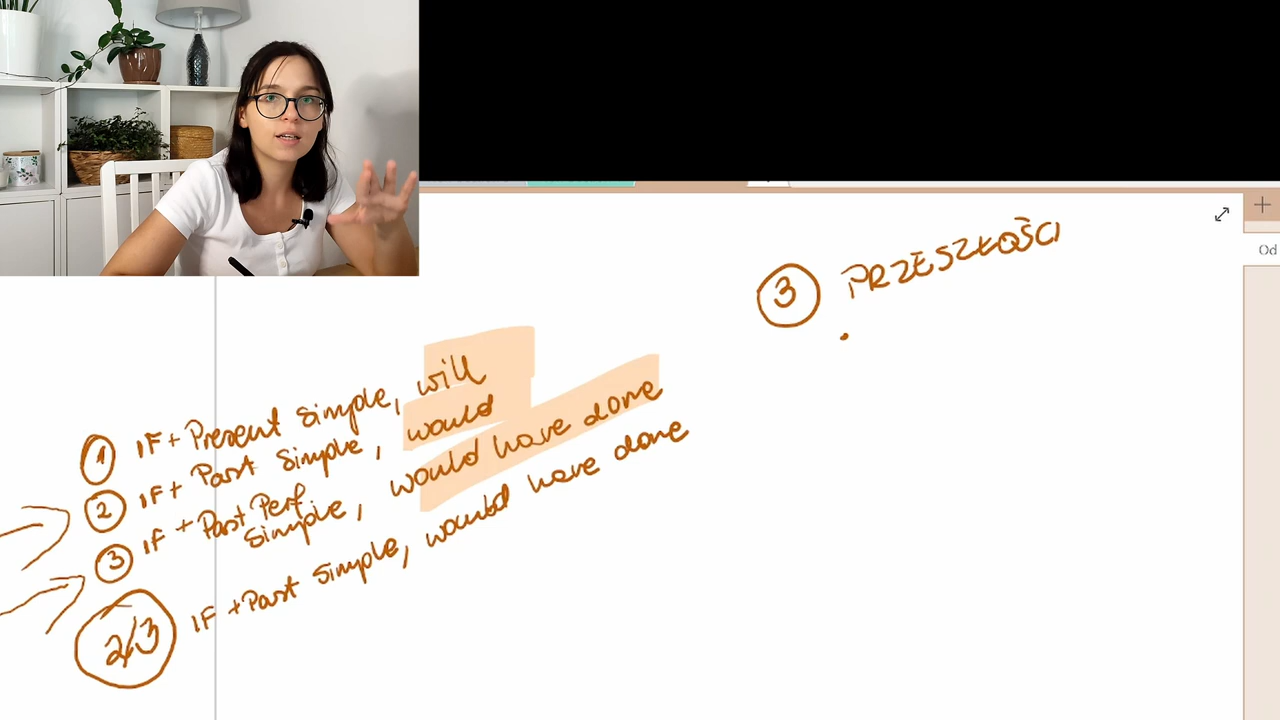 ① IF + Present Simple, will
② IF + Past Simple, would
③ IF + Past Perf. Simple, would have done
2/3 IF + Past Simple, would have done
③ PRZESZŁOŚCI
Od